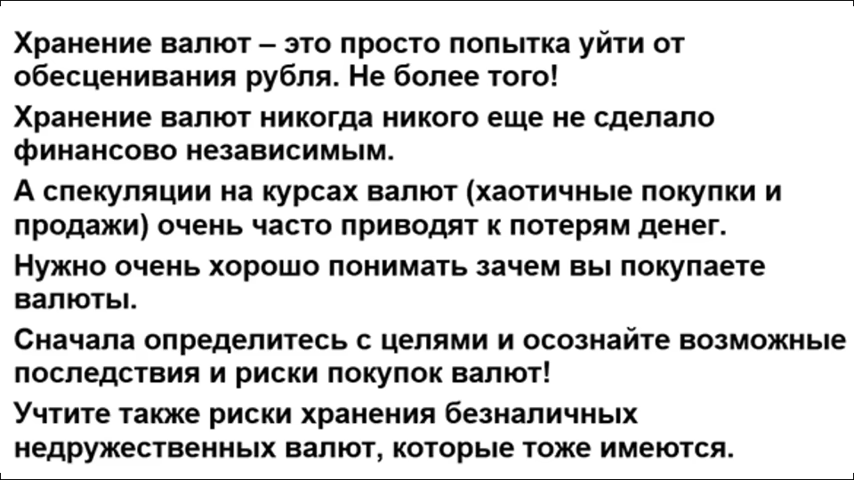 Хранение валют – это просто попытка уйти от
обесценивания рубля. Не более того!
Хранение валют никогда никого еще не сделало
финансово независимым.
А спекуляции на курсах валют (хаотичные покупки и
продажи) очень часто приводят к потерям денег.
Нужно очень хорошо понимать зачем вы покупаете
валюты.
Сначала определитесь с целями и осознайте возможные
последствия и риски покупок валют!
Учтите также риски хранения безналичных
недружественных валют, которые тоже имеются.